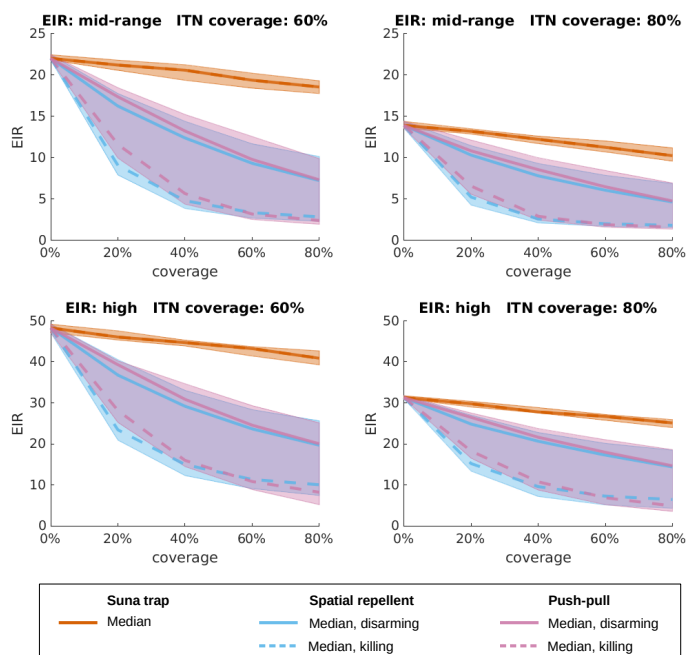 EIR: mid-range ITN coverage: 60%
25
20
15
10
5
0
EIR
0% 20% 40% 60% 80%
coverage
EIR: mid-range ITN coverage: 80%
25
20
15
10
5
0
EIR
0% 20% 40% 60% 80%
coverage
EIR: high ITN coverage: 60%
50
40
30
20
10
0
EIR
0% 20% 40% 60% 80%
coverage
EIR: high ITN coverage: 80%
50
40
30
20
10
0
EIR
0% 20% 40% 60% 80%
coverage
Suna trap
Median
Spatial repellent
Median, disarming
Median, killing
Push-pull
Median, disarming
Median, killing